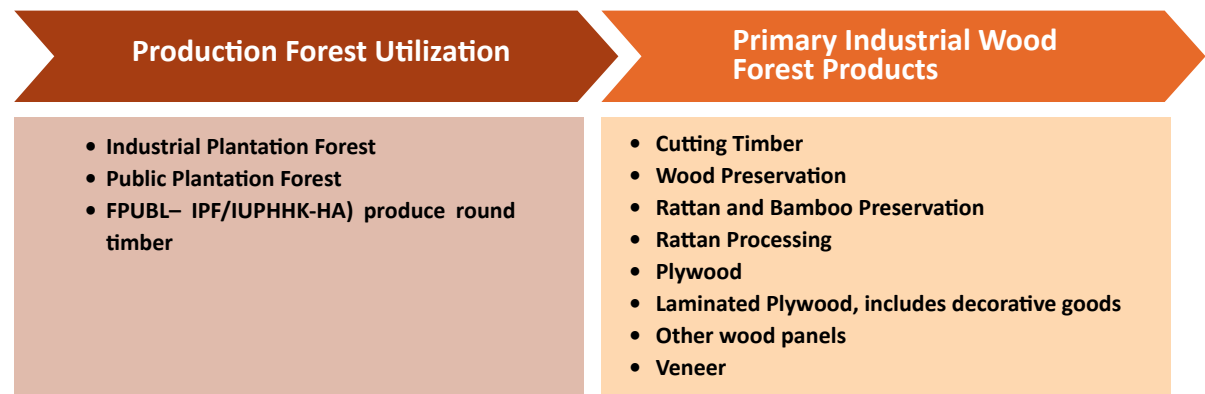 Production Forest Utilization
• Industrial Plantation Forest
• Public Plantation Forest
• FPUBL– IPF/IUPHHK-HA) produce round
timber
Primary Industrial Wood
Forest Products
• Cutting Timber
• Wood Preservation
• Rattan and Bamboo Preservation
• Rattan Processing
• Plywood
• Laminated Plywood, includes decorative goods
• Other wood panels
• Veneer